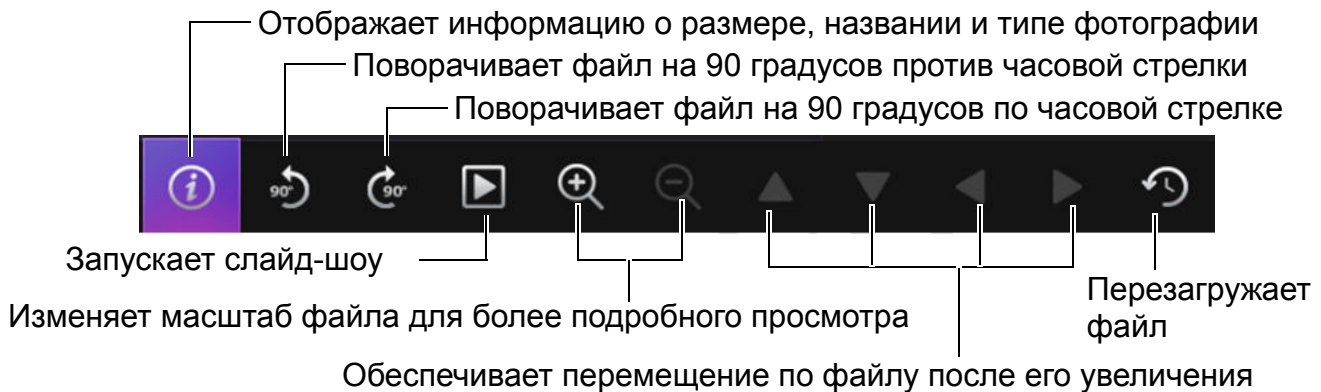 Отображает информацию о размере, названии и типе фотографии
Поворачивает файл на 90 градусов против часовой стрелки
Поворачивает файл на 90 градусов по часовой стрелке
i 90° 90°
Запускает слайд-шоу
Изменяет масштаб файла для более подробного просмотра
Перезагружает
файл
Обеспечивает перемещение по файлу после его увеличения